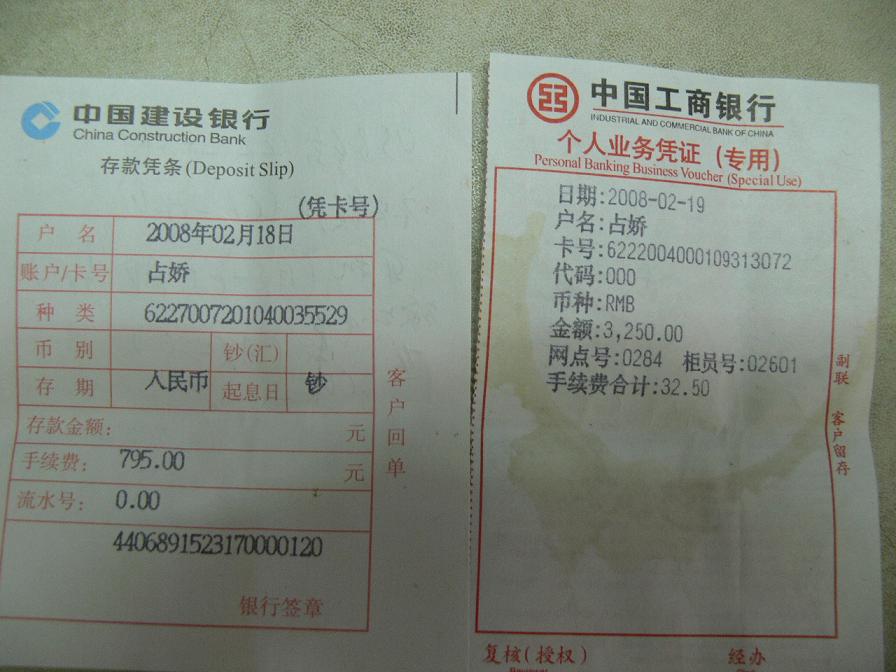 中国建设银行
China Construction Bank
存款凭条(Deposit Slip)
(凭卡号)
户 名 2008年02月18日
账户/卡号 占娇
种 类 6227007201040035529
币 别 钞(汇)
存 期 人民币 起息日 钞
存款金额: 元
手续费: 795.00 元
流水号: 0.00
4406891523170000120
银行签章
客户回单
中国工商银行
INDUSTRIAL AND COMMERCIAL BANK OF CHINA
个人业务凭证(专用)
Personal Banking Business Voucher (Special Use)
日期:2008-02-19
户名:占娇
卡号:6222004000109313072
代码:000
币种:RMB
金额:3,250.00
网点号:0284 柜员号:02601
手续费合计:32.50
副联 客户留存
复核(授权) 经办